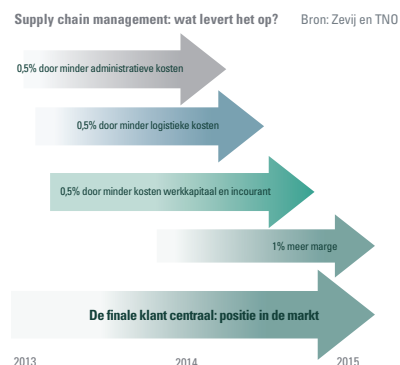 Supply chain management: wat levert het op? Bron: Zevij en TNO
0,5% door minder administratieve kosten
0,5% door minder logistieke kosten
0,5% door minder kosten werkkapitaal en incourant
1% meer marge
De finale klant centraal: positie in de markt
2013 2014 2015